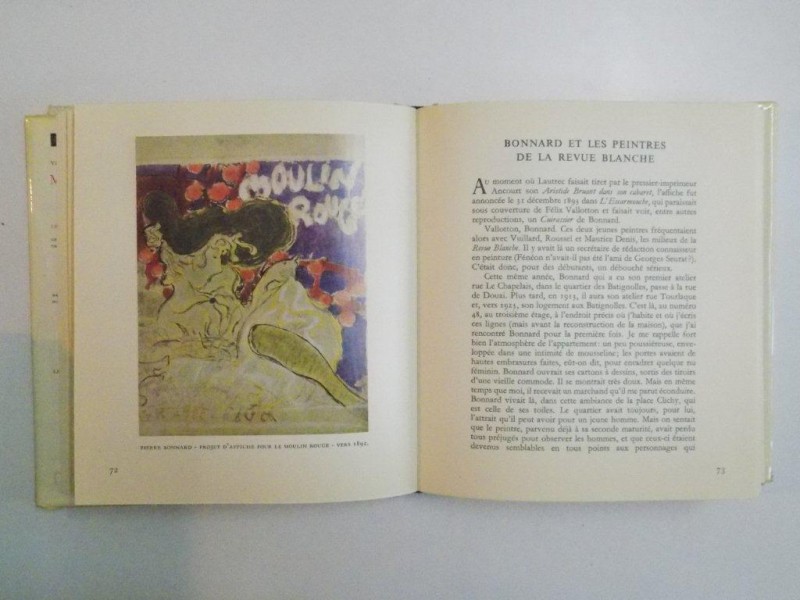 MOULIN
ROUGE
PIERRE BONNARD - PROJET D'AFFICHE POUR LE MOULIN ROUGE - VERS 1892.
72
BONNARD ET LES PEINTRES
DE LA REVUE BLANCHE
AU moment où Lautrec faisait tirer par le premier imprimeur
Ancourt son Aristide Bruant dans son cabaret, l'affiche fut
annoncée le 31 décembre 1893 dans L'Escarmouche, qui paraissait
sous couverture de Félix Vallotton et faisait voir, entre autres
reproductions, un Cuirassier de Bonnard.
Vallotton, Bonnard. Ces deux jeunes peintres fréquentaient
alors avec Vuillard, Roussel et Maurice Denis, les milieux de la
Revue Blanche. Il y avait là un secrétaire de rédaction connaissant
en peinture (Fénéon n'avait-il pas été l'ami de Georges Seurat?).
C'était donc, pour des débutants, un débouché sérieux.
Cette même année, Bonnard qui a eu son premier atelier
rue Le Chapelais, dans le quartier des Batignolles, passe à la rue
de Douai. Plus tard, en 1913, il aura son atelier rue Tourlaque
et, vers 1921, son logement aux Batignolles. C'est là, au numéro
48, au troisième étage, à l'endroit précis où j'habite et où j'écris
ces lignes (mais avant la reconstruction de la maison), que j'ai
rencontré Bonnard pour la première fois. Je me rappelle fort
bien l'atmosphère de l'appartement: un peu poussiéreuse, enveloppée
dans une intimité de mousseline; les portes avaient de
hautes embrasures faites, eût-on dit, pour encadrer quelque nu
féminin. Bonnard ouvrait ses cartons à dessins, sortis des tiroirs
d'une vieille commode. Il se montrait très doux. Mais en même
temps que moi, il recevait un marchand qu'il me parut éconduire.
Bonnard vivait là, dans cette ambiance de la place Clichy, qui
est celle de ses toiles. Le quartier avait toujours, pour lui,
l'attrait qu'il peut avoir pour un jeune homme. Mais on sentait
que le peintre, parvenu déjà à sa seconde maturité, avait perdu
tous préjugés pour observer les hommes, et que ceux-ci étaient
devenus semblables en tous points aux personnages qui
73